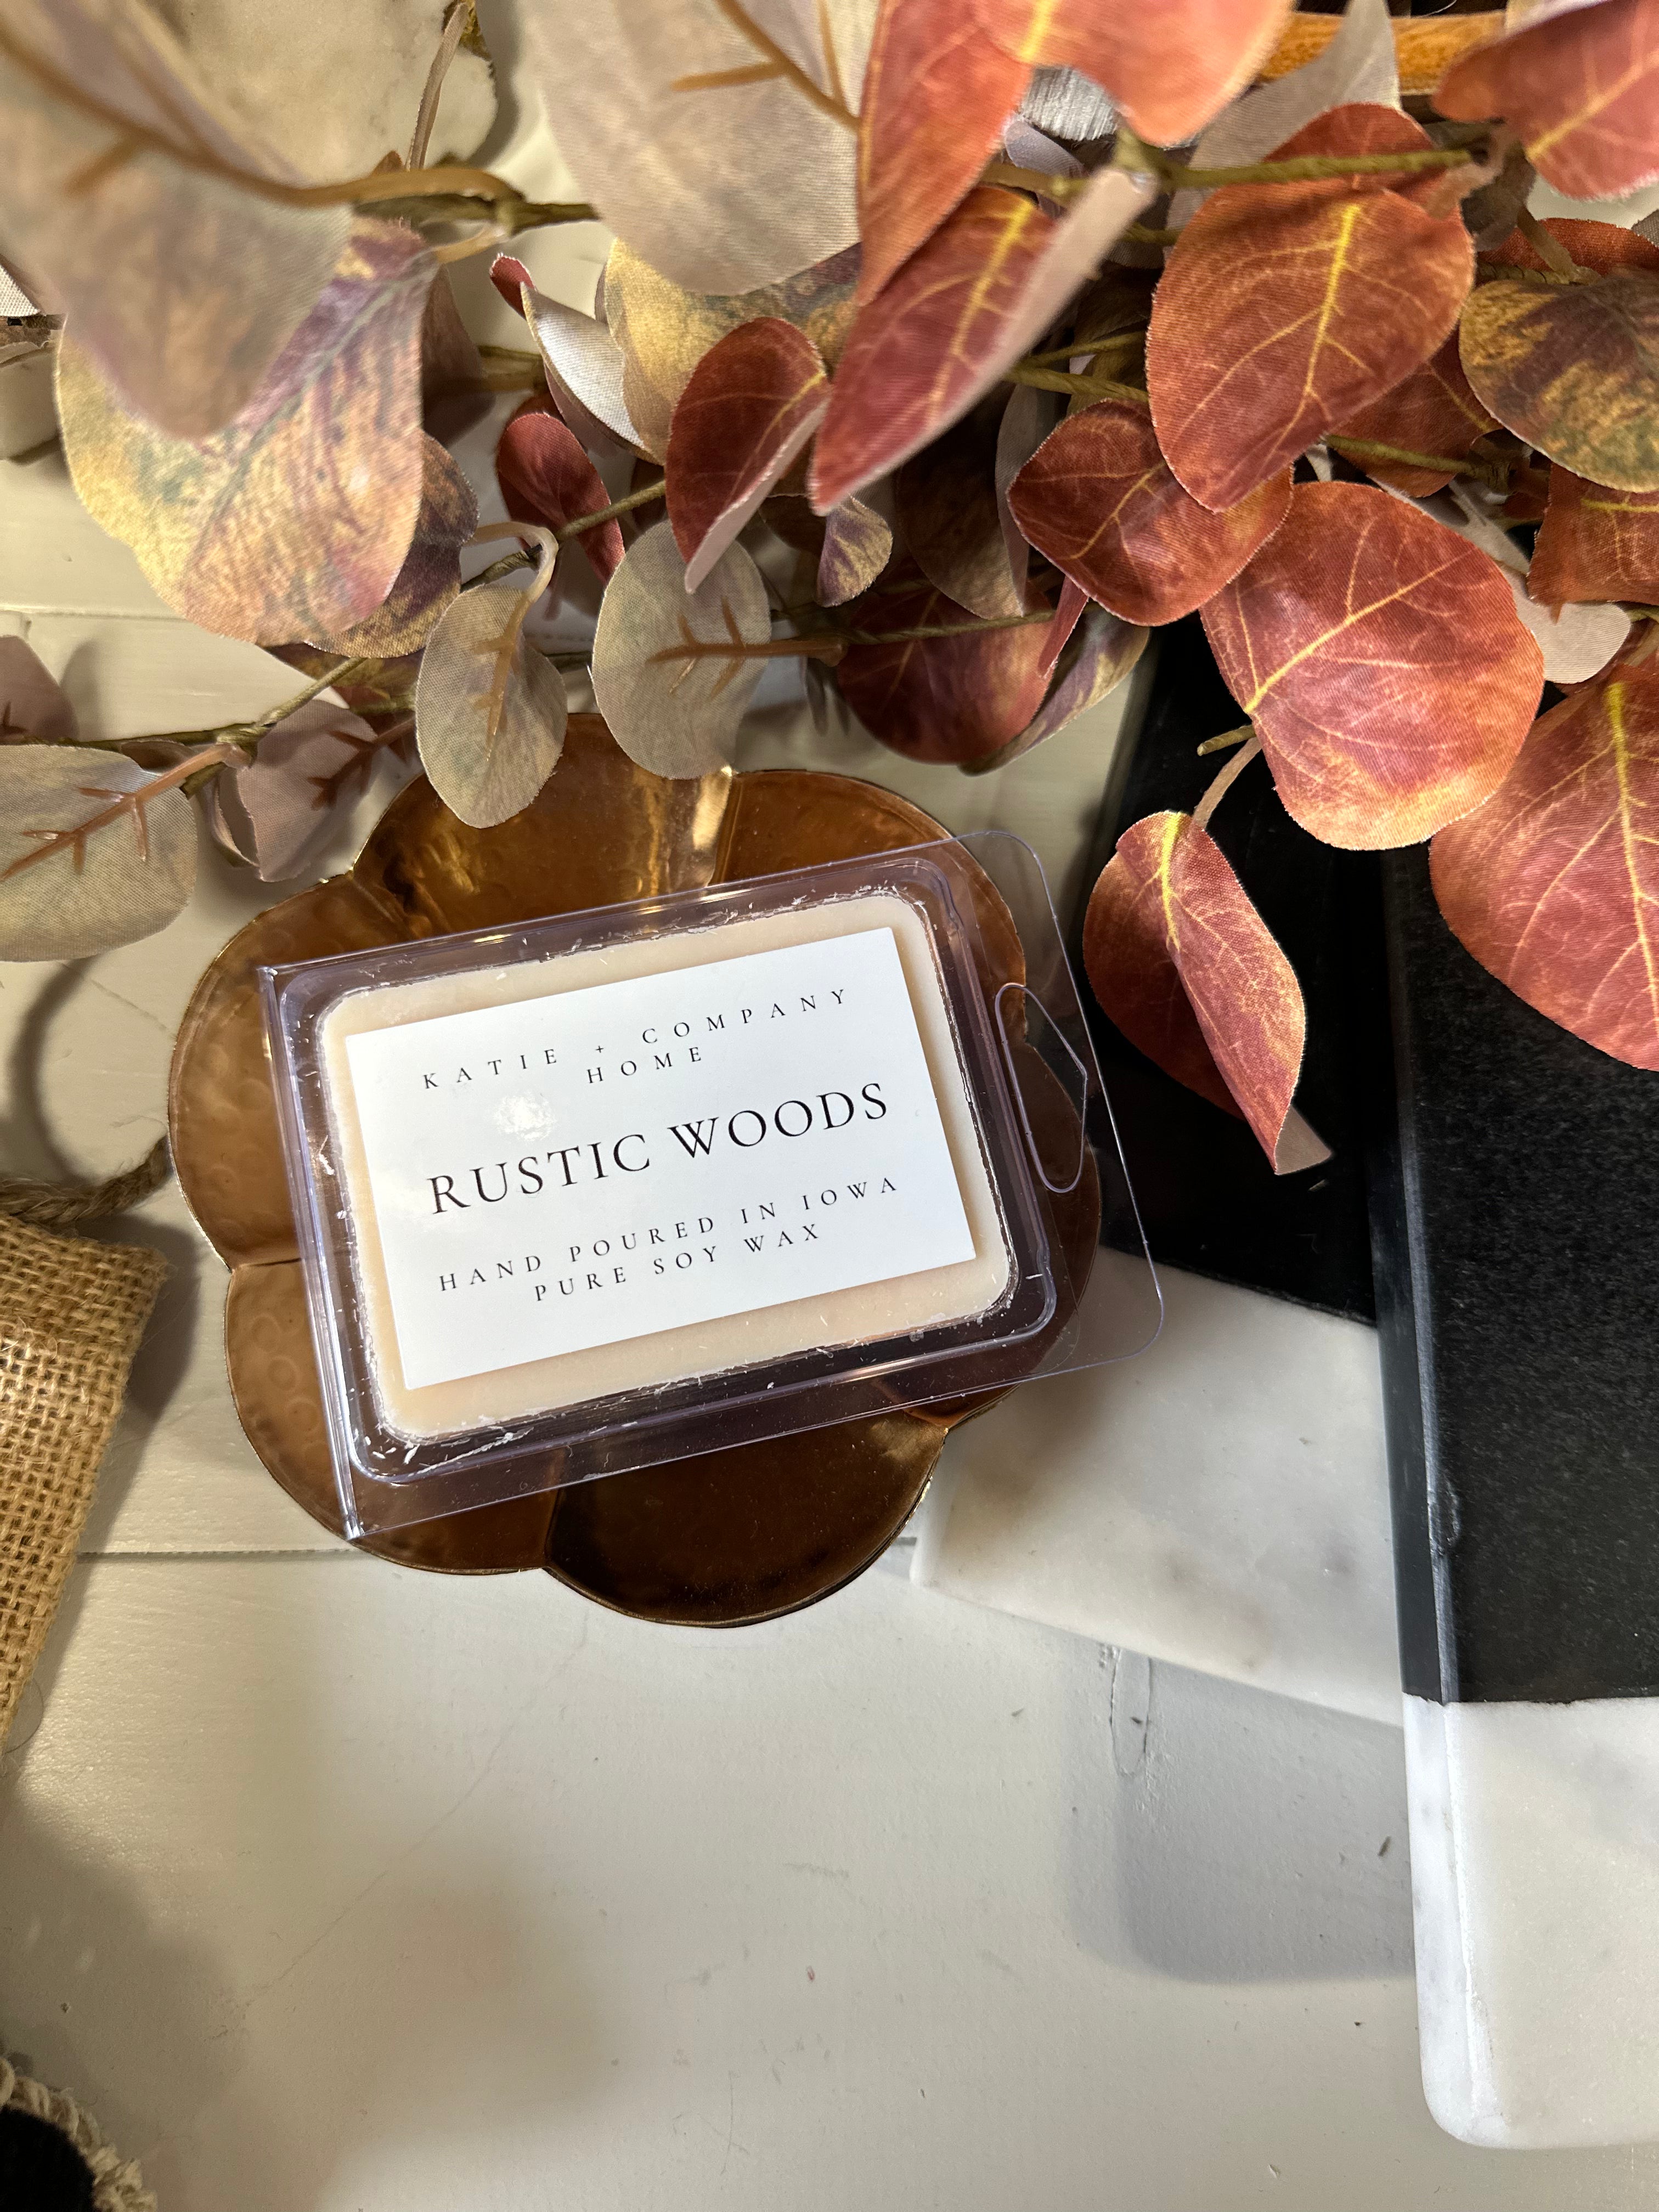 KATIE + COMPANY
HOME
RUSTIC WOODS
HAND POURED IN IOWA
PURE SOY WAX